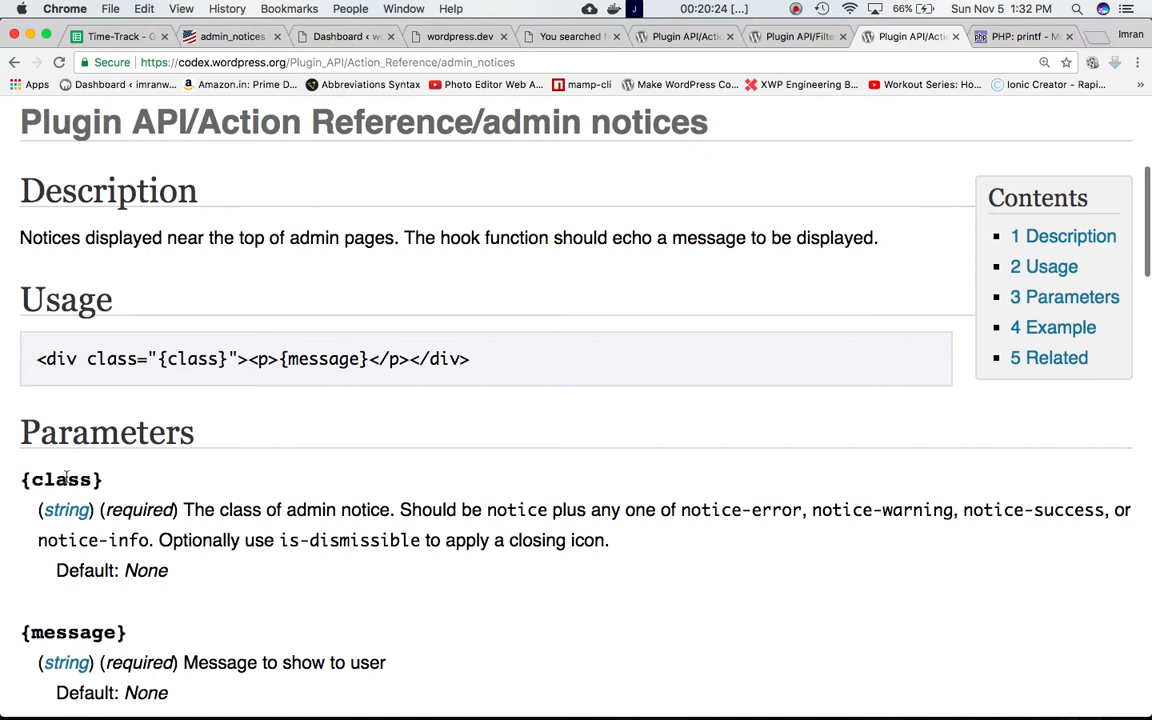 Chrome File Edit View History Bookmarks People Window Help J 00:20:24 [...] 66% Sun Nov 5 1:32 PM
Time-Track - G × admin_notices × Dashboard ‹ w × wordpress.dev × You searched f × Plugin API/Actio × Plugin API/Filte × Plugin API/Actio × php PHP: printf - M × Imran
Secure | https://codex.wordpress.org/Plugin_API/Action_Reference/admin_notices
Apps Dashboard ‹ imranw... Amazon.in: Prime D... Abbreviations Syntax Photo Editor Web A... mamp-cli Make WordPress Co... XWP Engineering B... Workout Series: Ho... Ionic Creator - Rapi... »
Plugin API/Action Reference/admin notices
Description
Notices displayed near the top of admin pages. The hook function should echo a message to be displayed.
Usage
<div class="{class}"><p>{message}</p></div>
Parameters
{class}
(string) (required) The class of admin notice. Should be notice plus any one of notice-error, notice-warning, notice-success, or
notice-info. Optionally use is-dismissible to apply a closing icon.
Default: None
{message}
(string) (required) Message to show to user
Default: None
Contents
1 Description
2 Usage
3 Parameters
4 Example
5 Related